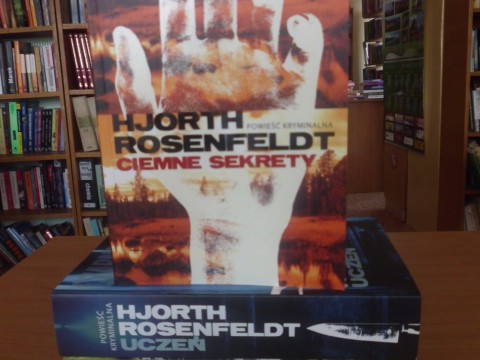 HJORTH
POWIEŚĆ KRYMINALNA
ROSENFELDT
CIEMNE SEKRETY
POWIEŚĆ
KRYMINALNA
HJORTH
ROSENFELDT
UCZEŃ
UCZEŃ